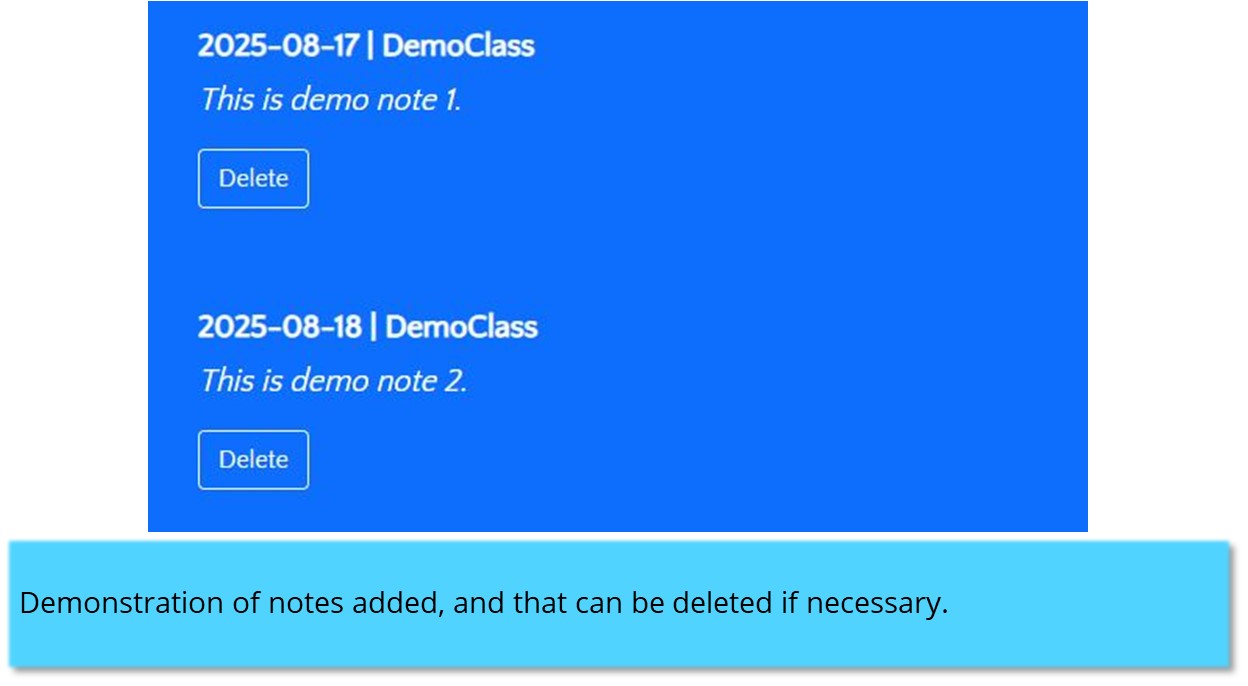 2025-08-17 | DemoClass
This is demo note 1.
Delete
2025-08-18 | DemoClass
This is demo note 2.
Delete
Demonstration of notes added, and that can be deleted if necessary.